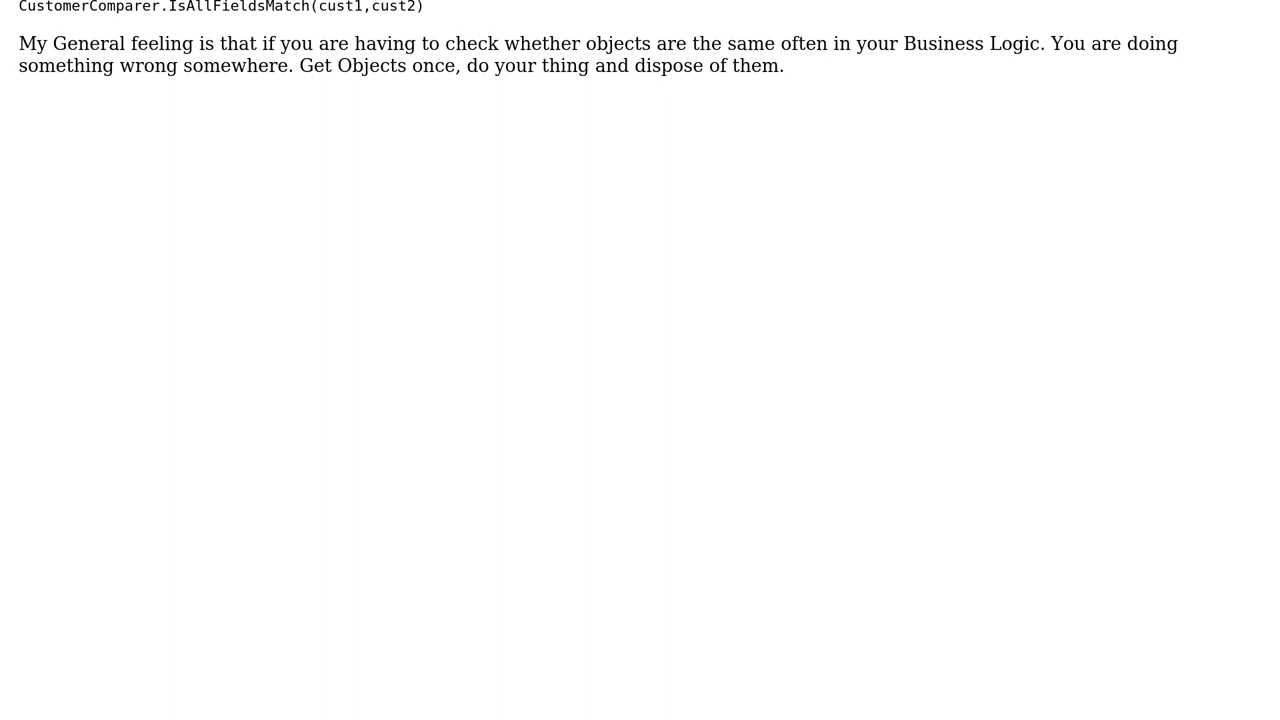 CustomerComparer.IsAllFieldsMatch(cust1,cust2)
My General feeling is that if you are having to check whether objects are the same often in your Business Logic. You are doing
something wrong somewhere. Get Objects once, do your thing and dispose of them.